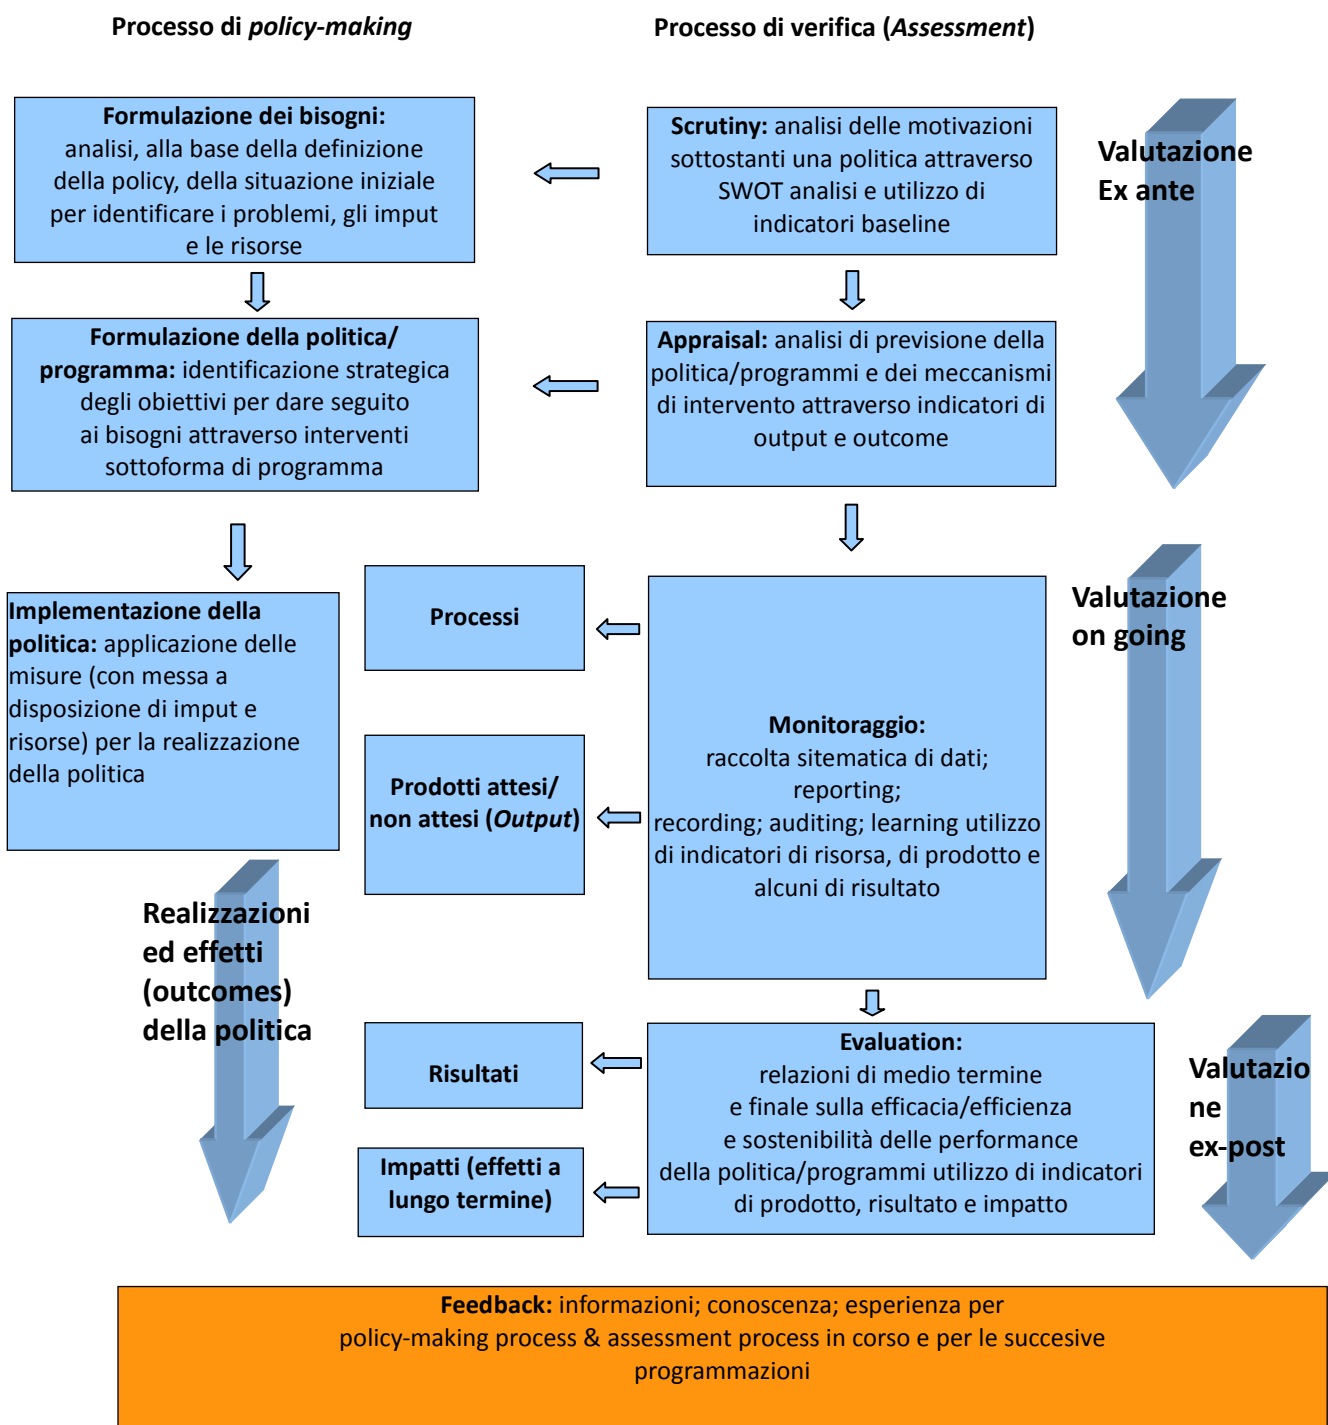 Processo di policy-making
Processo di verifica (Assessment)
Formulazione dei bisogni:
analisi, alla base della definizione
della policy, della situazione iniziale
per identificare i problemi, gli imput
e le risorse
Scrutiny: analisi delle motivazioni
sottostanti una politica attraverso
SWOT analisi e utilizzo di
indicatori baseline
Valutazione
Ex ante
Formulazione della politica/
programma: identificazione strategica
degli obiettivi per dare seguito
ai bisogni attraverso interventi
sottoforma di programma
Appraisal: analisi di previsione della
politica/programmi e dei meccanismi
di intervento attraverso indicatori di
output e outcome
Implementazione della
politica: applicazione delle
misure (con messa a
disposizione di imput e
risorse) per la realizzazione
della politica
Processi
Prodotti attesi/
non attesi (Output)
Monitoraggio:
raccolta sitematica di dati;
reporting;
recording; auditing; learning utilizzo
di indicatori di risorsa, di prodotto e
alcuni di risultato
Valutazione
on going
Realizzazioni
ed effetti
(outcomes)
della politica
Risultati
Impatti (effetti a
lungo termine)
Evaluation:
relazioni di medio termine
e finale sulla efficacia/efficienza
e sostenibilità delle performance
della politica/programmi utilizzo di indicatori
di prodotto, risultato e impatto
Valutazio
ne
ex-post
Feedback: informazioni; conoscenza; esperienza per
policy-making process & assessment process in corso e per le succesive
programmazioni